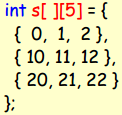 int s[ ][5] = {
{ 0, 1, 2 },
{ 10, 11, 12 },
{ 20, 21, 22 }
};